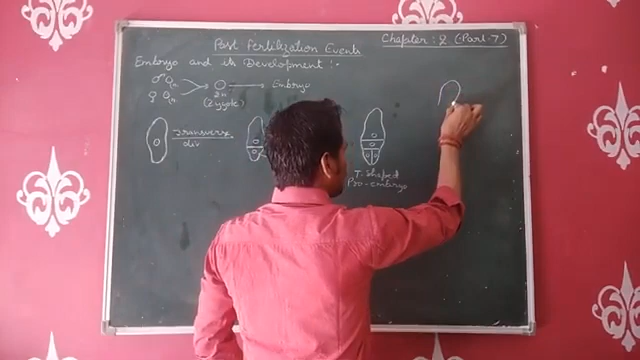 Chapter : 2 (Part-7)
Post Fertilization Events
Embryo and its Development :-
♂ n
♀ n
2n
(Zygote)
Embryo
Transverse
div
T. Shaped
Pro-embryo